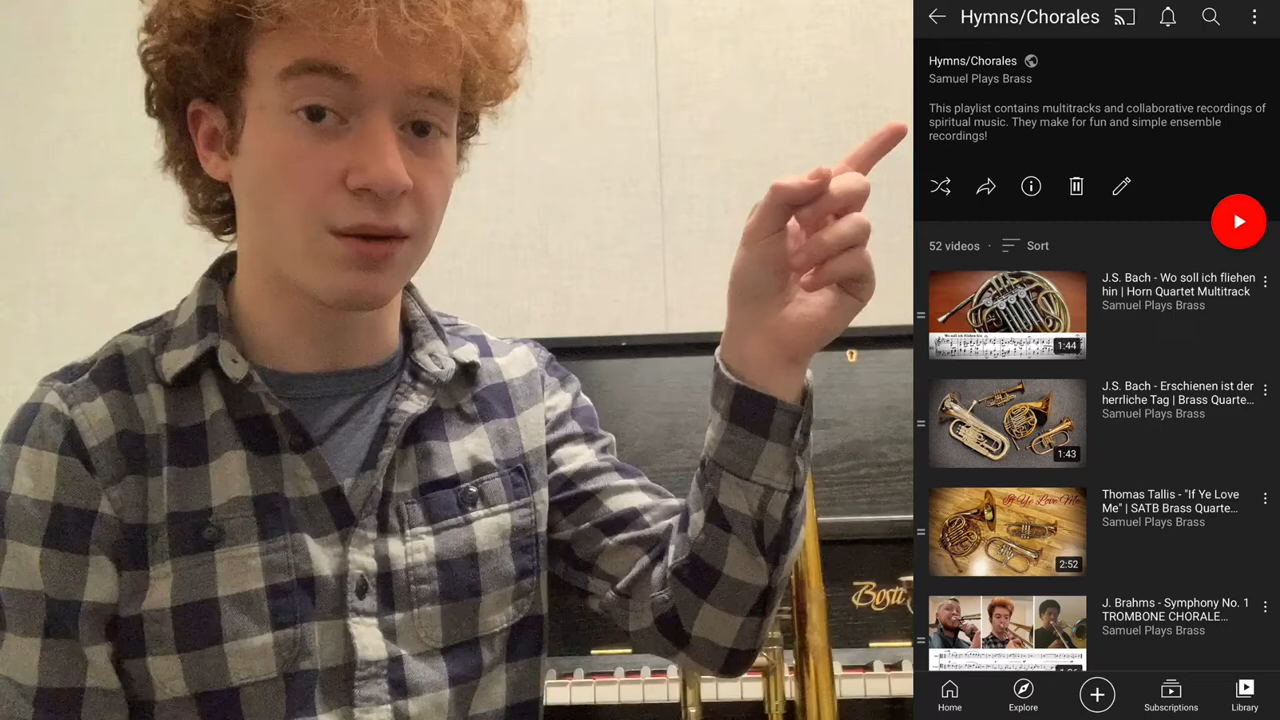 Hymns/Chorales
Hymns/Chorales
Samuel Plays Brass
This playlist contains multitracks and collaborative recordings of
spiritual music. They make for fun and simple ensemble
recordings!
52 videos · Sort
J.S. Bach - Wo soll ich fliehen
hin | Horn Quartet Multitrack
Samuel Plays Brass
1:44
J.S. Bach - Erschienen ist der
herrliche Tag | Brass Quarte...
Samuel Plays Brass
1:43
If Ye Love Me
Thomas Tallis - "If Ye Love
Me" | SATB Brass Quarte...
Samuel Plays Brass
2:52
J. Brahms - Symphony No. 1
TROMBONE CHORALE...
Samuel Plays Brass
Home
Explore
Subscriptions
Library